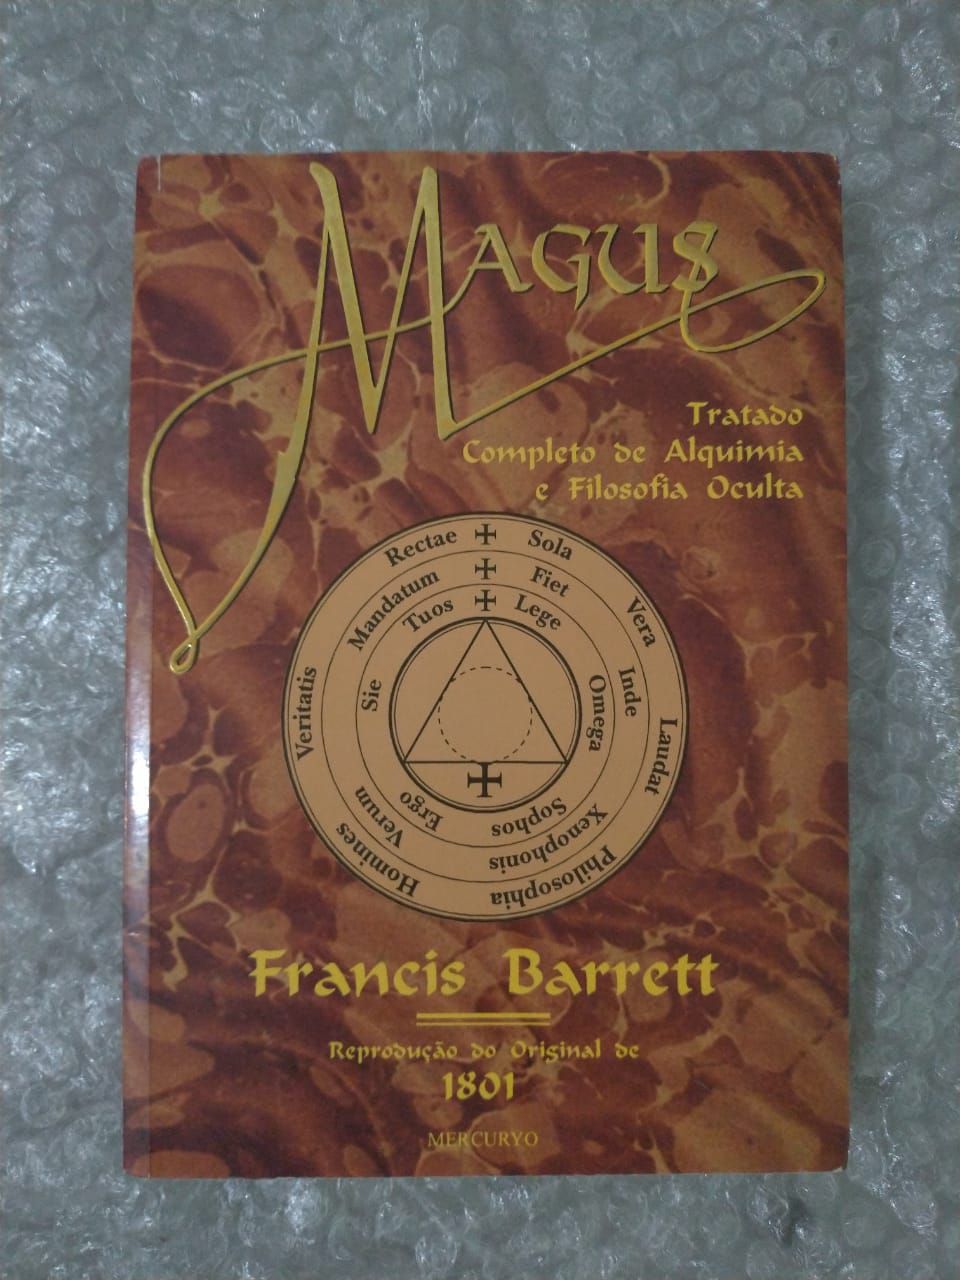 MAGUS
Tratado
Completo de Alquimia
e Filosofia Oculta
Rectae ✠ Sola Vera Laudat Philosophia Homines Veritatis
Mandatum ✠ Fiet Inde Xenophonis Verum
Sie Tuos ✠ Lege Omega Sophos Ergo
✠
Francis Barrett
Reprodução do Original de
1801
MERCURYO